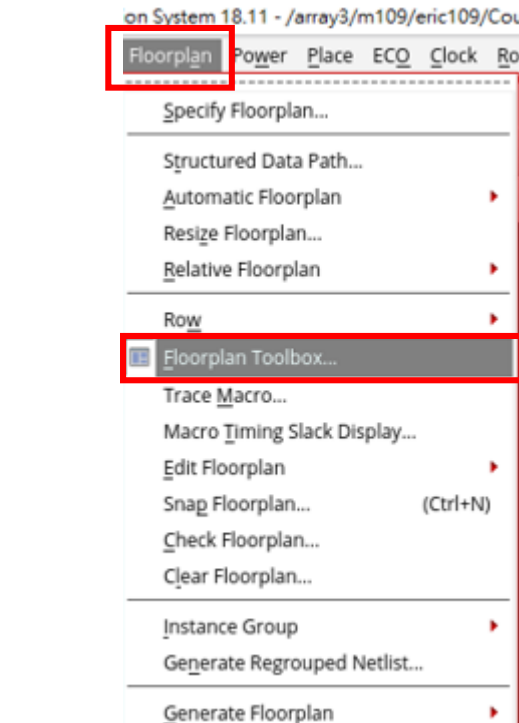 on System 18.11 - /array3/m109/eric109/Cou
Floorplan Power Place ECO Clock Ro
Specify Floorplan...
Structured Data Path...
Automatic Floorplan
Resize Floorplan...
Relative Floorplan
Row
Floorplan Toolbox...
Trace Macro...
Macro Timing Slack Display...
Edit Floorplan
Snap Floorplan... (Ctrl+N)
Check Floorplan...
Clear Floorplan...
Instance Group
Generate Regrouped Netlist...
Generate Floorplan